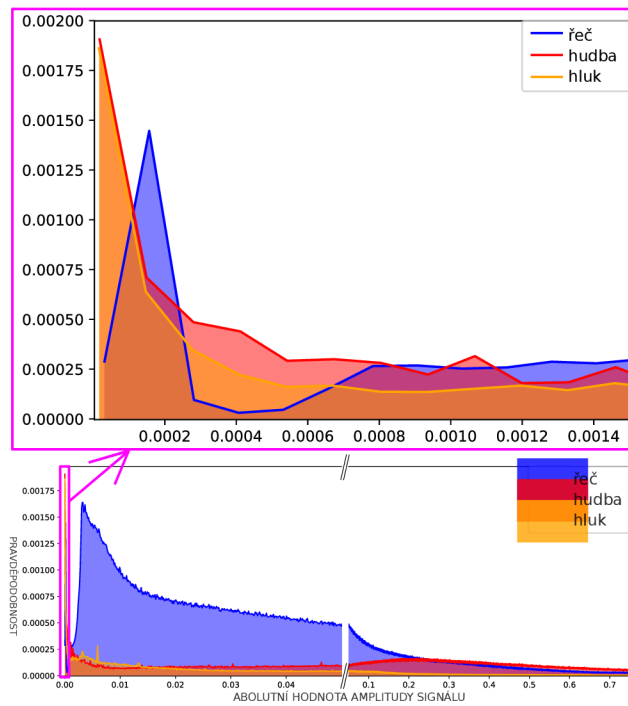 0.00200
0.00175
0.00150
0.00125
0.00100
0.00075
0.00050
0.00025
0.00000
řeč
hudba
hluk
0.0002 0.0004 0.0006 0.0008 0.0010 0.0012 0.0014
0.00175
0.00150
0.00125
0.00100
0.00075
0.00050
0.00025
0.00000
PRAVDĚPODOBNOST
řeč
hudba
hluk
0.00 0.01 0.02 0.03 0.04 0.1 0.2 0.3 0.4 0.5 0.6 0.7
ABOLUTNÍ HODNOTA AMPLITUDY SIGNÁLU